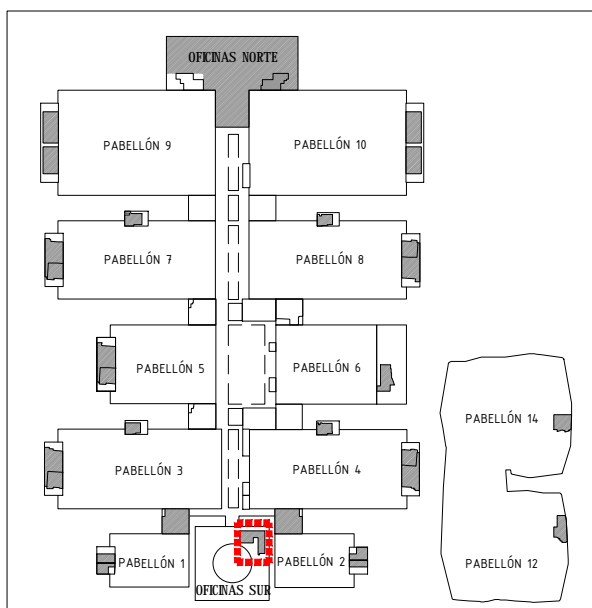 OFICINAS NORTE
PABELLÓN 9
PABELLÓN 10
PABELLÓN 7
PABELLÓN 8
PABELLÓN 5
PABELLÓN 6
PABELLÓN 14
PABELLÓN 3
PABELLÓN 4
PABELLÓN 1
PABELLÓN 2
PABELLÓN 12
OFICINAS SUR